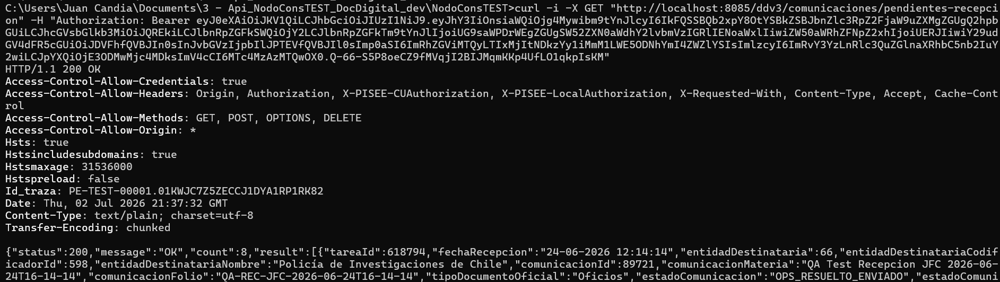 C:\Users\Juan Candia\Documents\3 - Api_NodoConsTEST_DocDigital_dev\NodoConsTEST>curl -i -X GET "http://localhost:8085/ddv3/comunicaciones/pendientes-recepci
on" -H "Authorization: Bearer eyJ0eXAiOiJKV1QiLCJhbGciOiJIUzI1NiJ9.eyJhY3IiOnsiaWQiOjg4Mywibm9tYnJlcyI6IkFQSSBQb2xpY8OtYSBkZSBJbnZlc3RpZ2FjaW9uZXMgZGUgQ2hpb
GUiLCJhcGVsbGlkb3MiOiJQREkiLCJlbnRpZGFkSWQiOjY2LCJlbnRpZGFkTm9tYnJlIjoiUG9saWPDrWEgZGUgSW52ZXN0aWdhY2lvbmVzIGRlIENoaWxlIiwiZW50aWRhZFNpZ2xhIjoiUERJIiwiY29ud
GV4dFR5cGUiOiJDVFhfQVBJIn0sInJvbGVzIjpbIlJPTEVfQVBJIl0sImp0aSI6ImRhZGViMTQyLTIxMjItNDkzYy1iMmM1LWE5ODNhYmI4ZWZlYSIsImlzcyI6ImRvY3YzLnRlc3QuZGlnaXRhbC5nb2IuY
2wiLCJpYXQiOjE3ODMwMjc4MDksImV4cCI6MTc4MzAzMTQwOX0.Q-66-S5P8oeCZ9fMVqjI2BIJMqmKKp4UfLO1qkpIsKM"
HTTP/1.1 200 OK
Access-Control-Allow-Credentials: true
Access-Control-Allow-Headers: Origin, Authorization, X-PISEE-CUAuthorization, X-PISEE-LocalAuthorization, X-Requested-With, Content-Type, Accept, Cache-Cont
rol
Access-Control-Allow-Methods: GET, POST, OPTIONS, DELETE
Access-Control-Allow-Origin: *
Hsts: true
Hstsincludesubdomains: true
Hstsmaxage: 31536000
Hstspreload: false
Id_traza: PE-TEST-00001.01KWJC7Z5ZECCJ1DYA1RP1RK82
Date: Thu, 02 Jul 2026 21:37:32 GMT
Content-Type: text/plain; charset=utf-8
Transfer-Encoding: chunked
{"status":200,"message":"OK","count":8,"result":[{"tareaId":618794,"fechaRecepcion":"24-06-2026 12:14:14","entidadDestinataria":66,"entidadDestinatariaCodif
icadorId":598,"entidadDestinatariaNombre":"Policía de Investigaciones de Chile","comunicacionId":89721,"comunicacionMateria":"QA Test Recepcion JFC 2026-06-
24T16-14-14","comunicacionFolio":"QA-REC-JFC-2026-06-24T16-14-14","tipoDocumentoOficial":"Oficios","estadoComunicacion":"OPS_RESUELTO_ENVIADO","estadoComuni